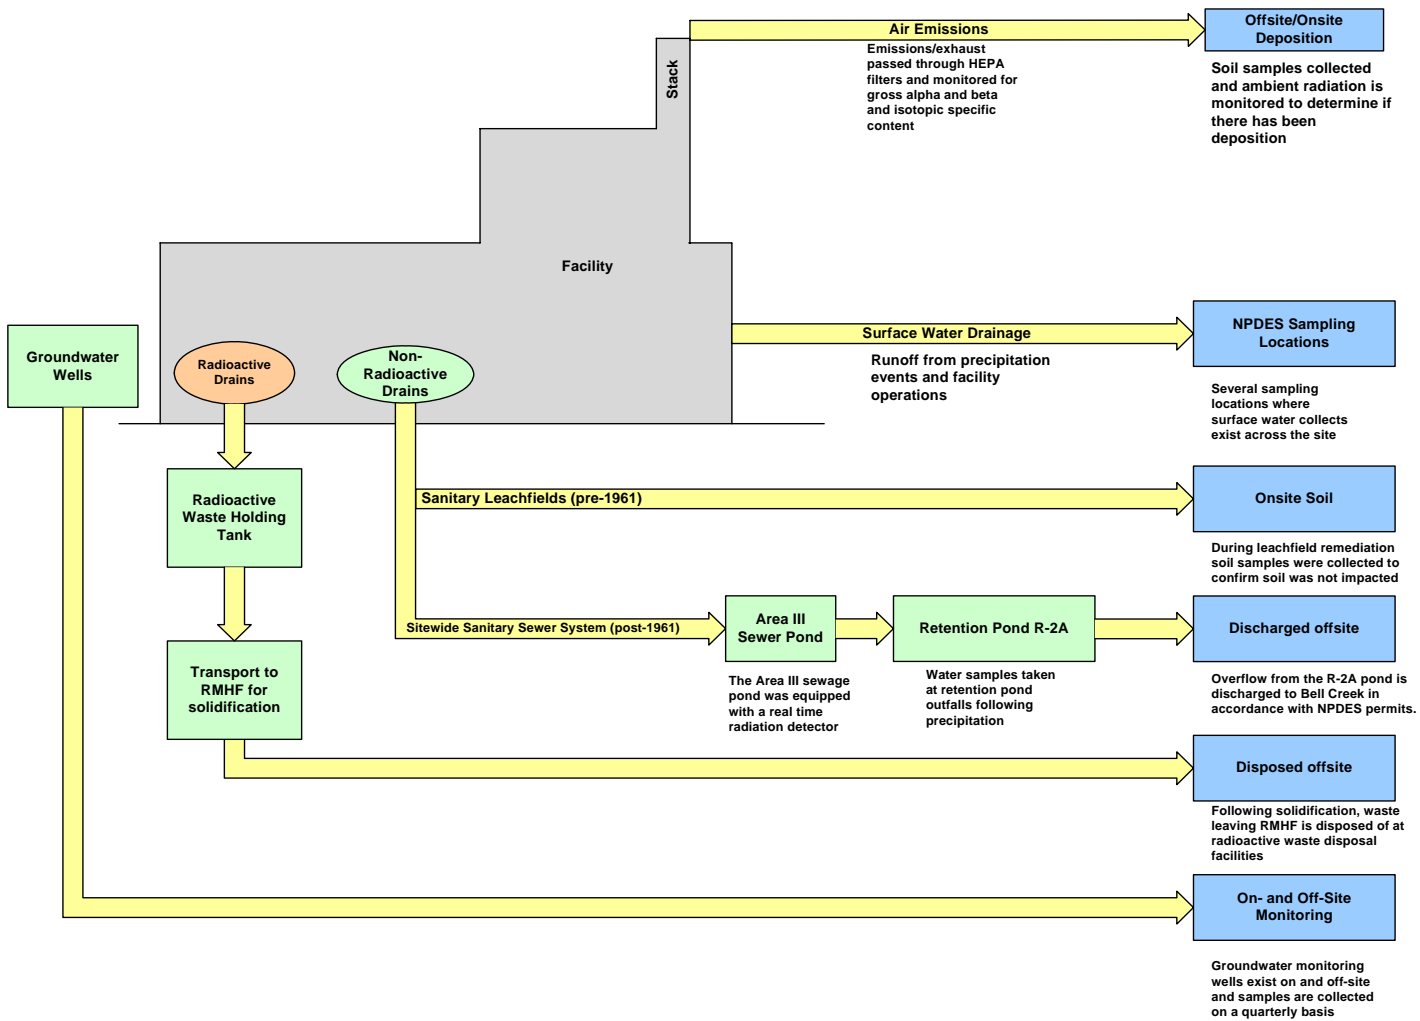 Air Emissions
Emissions/exhaust
passed through HEPA
filters and monitored for
gross alpha and beta
and isotopic specific
content
Offsite/Onsite
Deposition
Soil samples collected
and ambient radiation is
monitored to determine if
there has been
deposition
Stack
Facility
Groundwater
Wells
Radioactive
Drains
Non-
Radioactive
Drains
Surface Water Drainage
Runoff from precipitation
events and facility
operations
NPDES Sampling
Locations
Several sampling
locations where
surface water collects
exist across the site
Radioactive
Waste Holding
Tank
Sanitary Leachfields (pre-1961)
Onsite Soil
During leachfield remediation
soil samples were collected to
confirm soil was not impacted
Sitewide Sanitary Sewer System (post-1961)
Area III
Sewer Pond
The Area III sewage
pond was equipped
with a real time
radiation detector
Retention Pond R-2A
Water samples taken
at retention pond
outfalls following
precipitation
Discharged offsite
Overflow from the R-2A pond is
discharged to Bell Creek in
accordance with NPDES permits.
Transport to
RMHF for
solidification
Disposed offsite
Following solidification, waste
leaving RMHF is disposed of at
radioactive waste disposal
facilities
On- and Off-Site
Monitoring
Groundwater monitoring
wells exist on and off-site
and samples are collected
on a quarterly basis